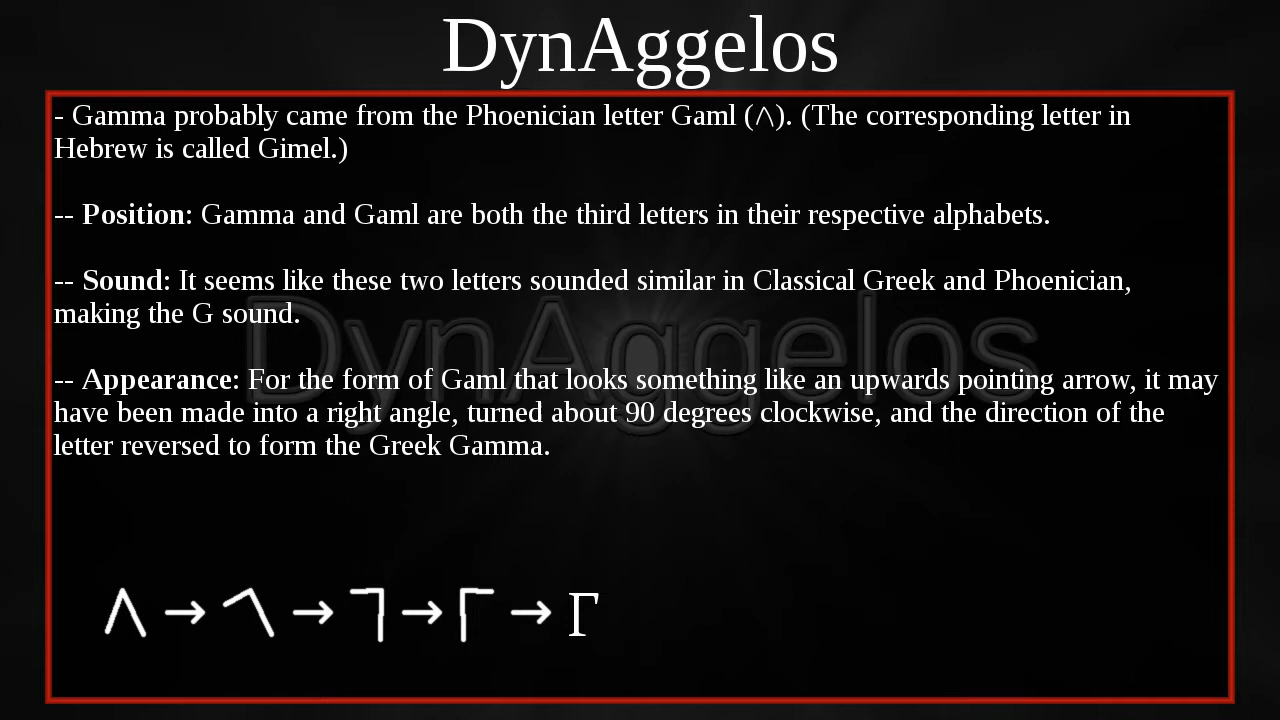 DynAggelos
- Gamma probably came from the Phoenician letter Gaml (𐤂). (The corresponding letter in
Hebrew is called Gimel.)
-- Position: Gamma and Gaml are both the third letters in their respective alphabets.
-- Sound: It seems like these two letters sounded similar in Classical Greek and Phoenician,
making the G sound.
DynAggelos
-- Appearance: For the form of Gaml that looks something like an upwards pointing arrow, it may
have been made into a right angle, turned about 90 degrees clockwise, and the direction of the
letter reversed to form the Greek Gamma.
→ → → → Γ